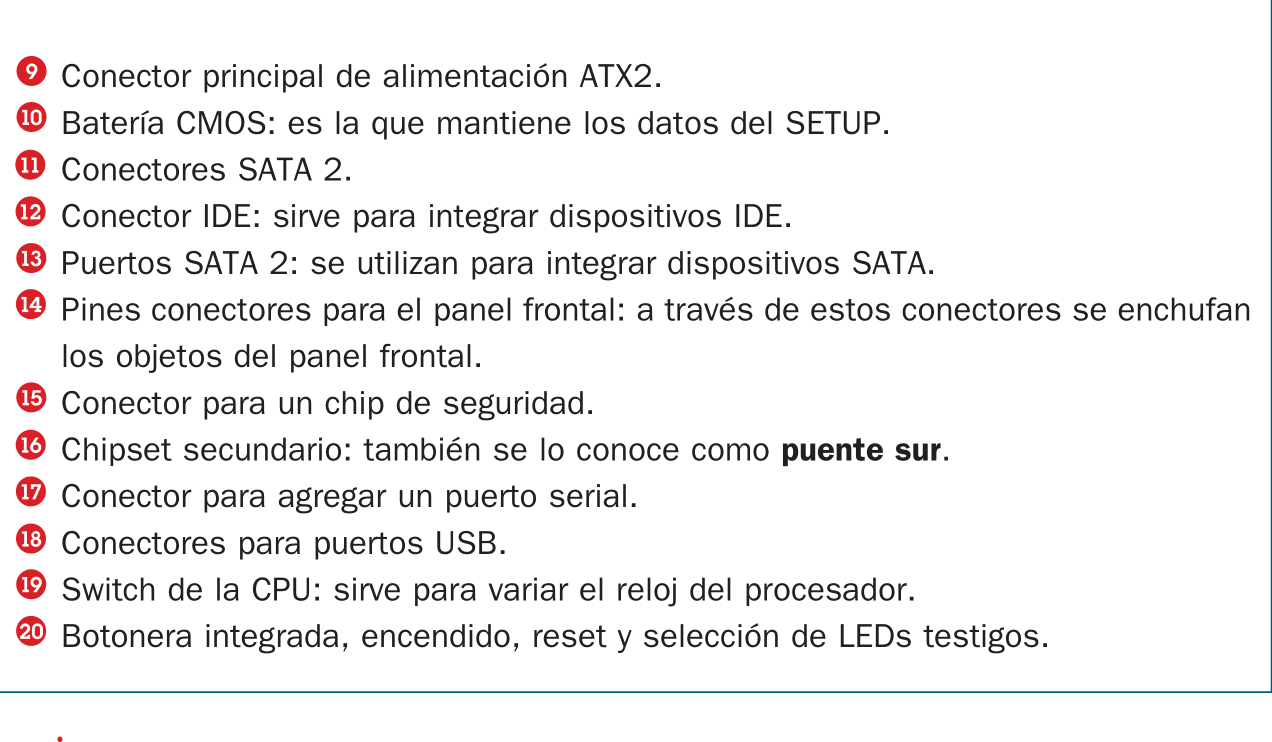 9 Conector principal de alimentación ATX2.
10 Batería CMOS: es la que mantiene los datos del SETUP.
11 Conectores SATA 2.
12 Conector IDE: sirve para integrar dispositivos IDE.
13 Puertos SATA 2: se utilizan para integrar dispositivos SATA.
14 Pines conectores para el panel frontal: a través de estos conectores se enchufan
los objetos del panel frontal.
15 Conector para un chip de seguridad.
16 Chipset secundario: también se lo conoce como puente sur.
17 Conector para agregar un puerto serial.
18 Conectores para puertos USB.
19 Switch de la CPU: sirve para variar el reloj del procesador.
20 Botonera integrada, encendido, reset y selección de LEDs testigos.